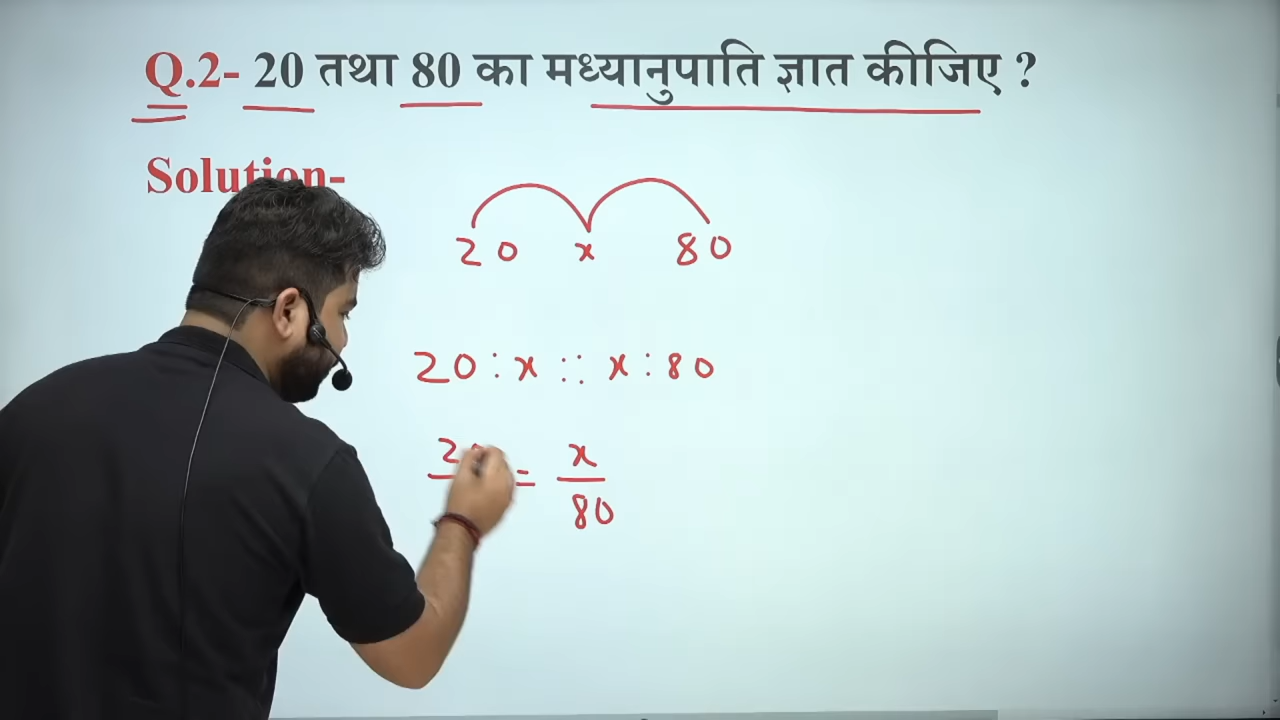 Q.2- 20 तथा 80 का मध्यानुपाति ज्ञात कीजिए ?
Solution-
20 x 80
20 : x :: x : 80
= x
80